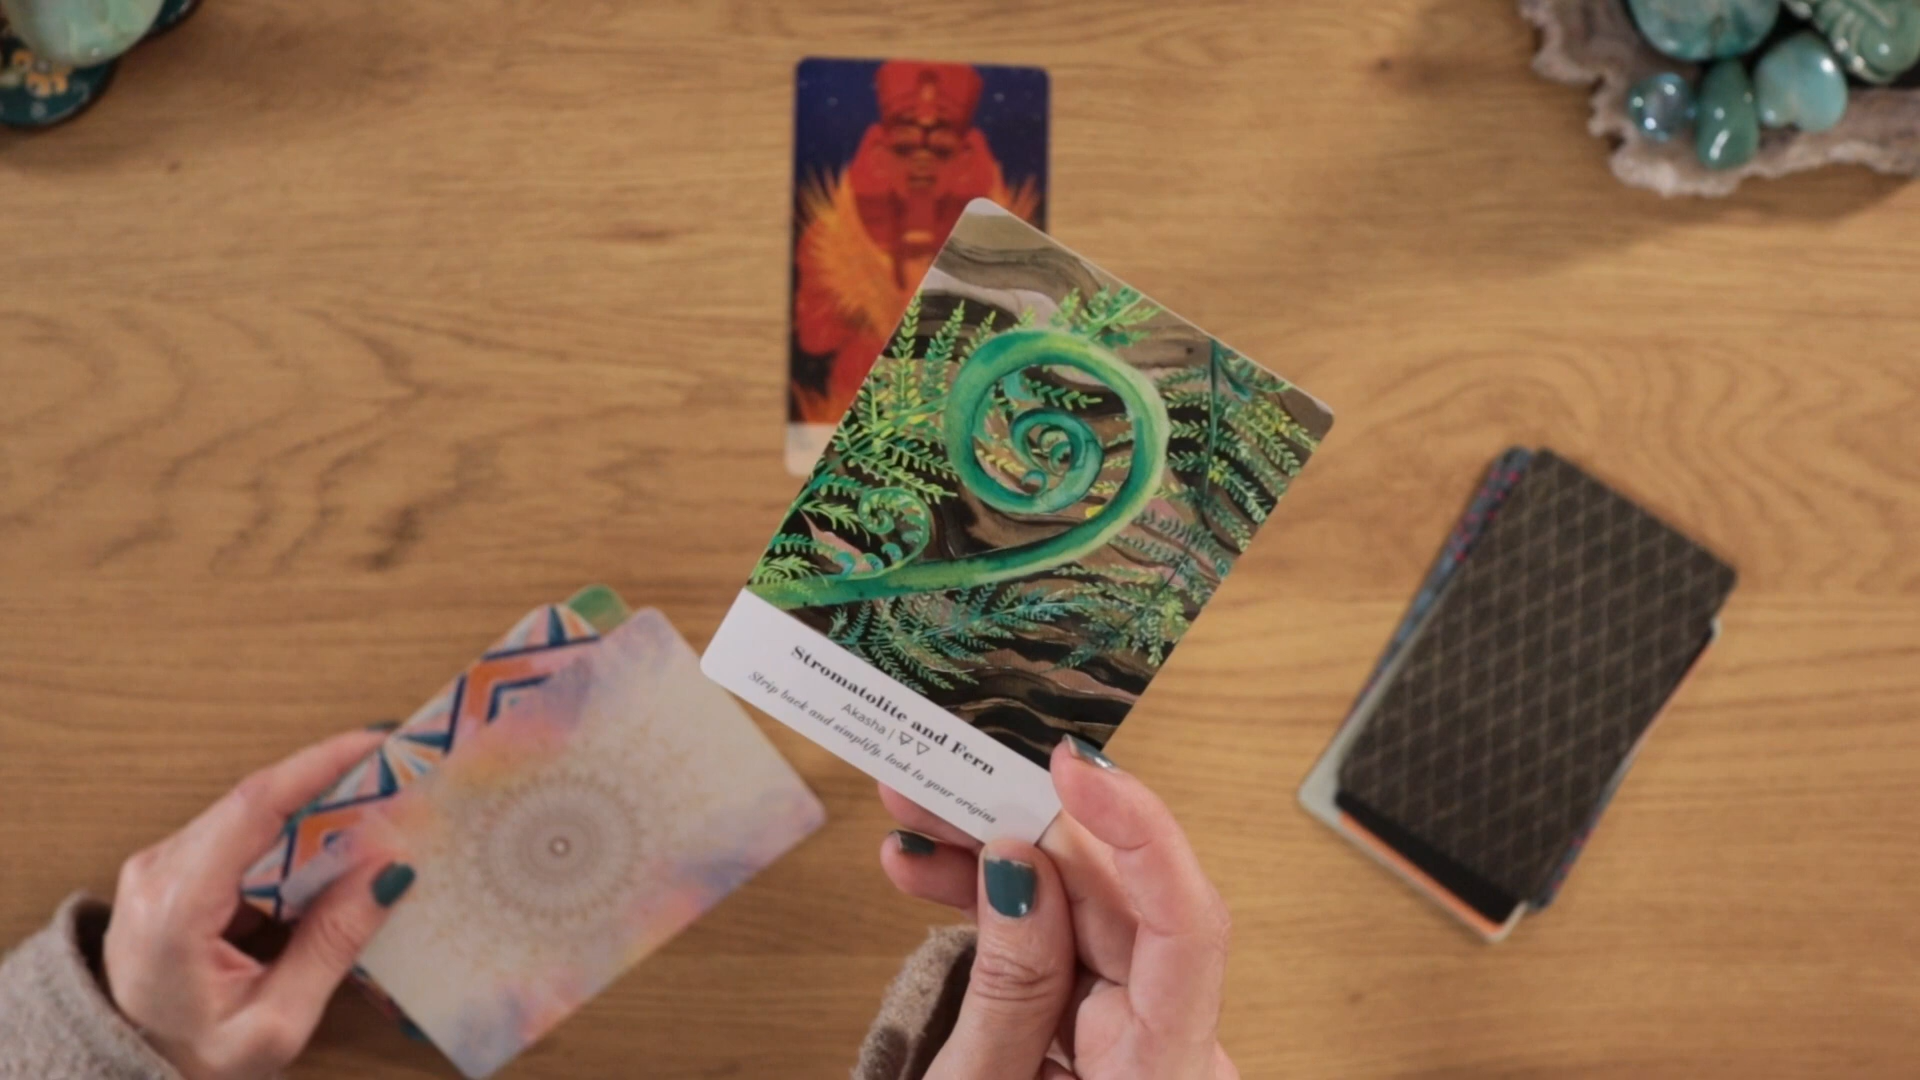 Stromatolite and Fern
Akasha |
Strip back and simplify, look to your origins